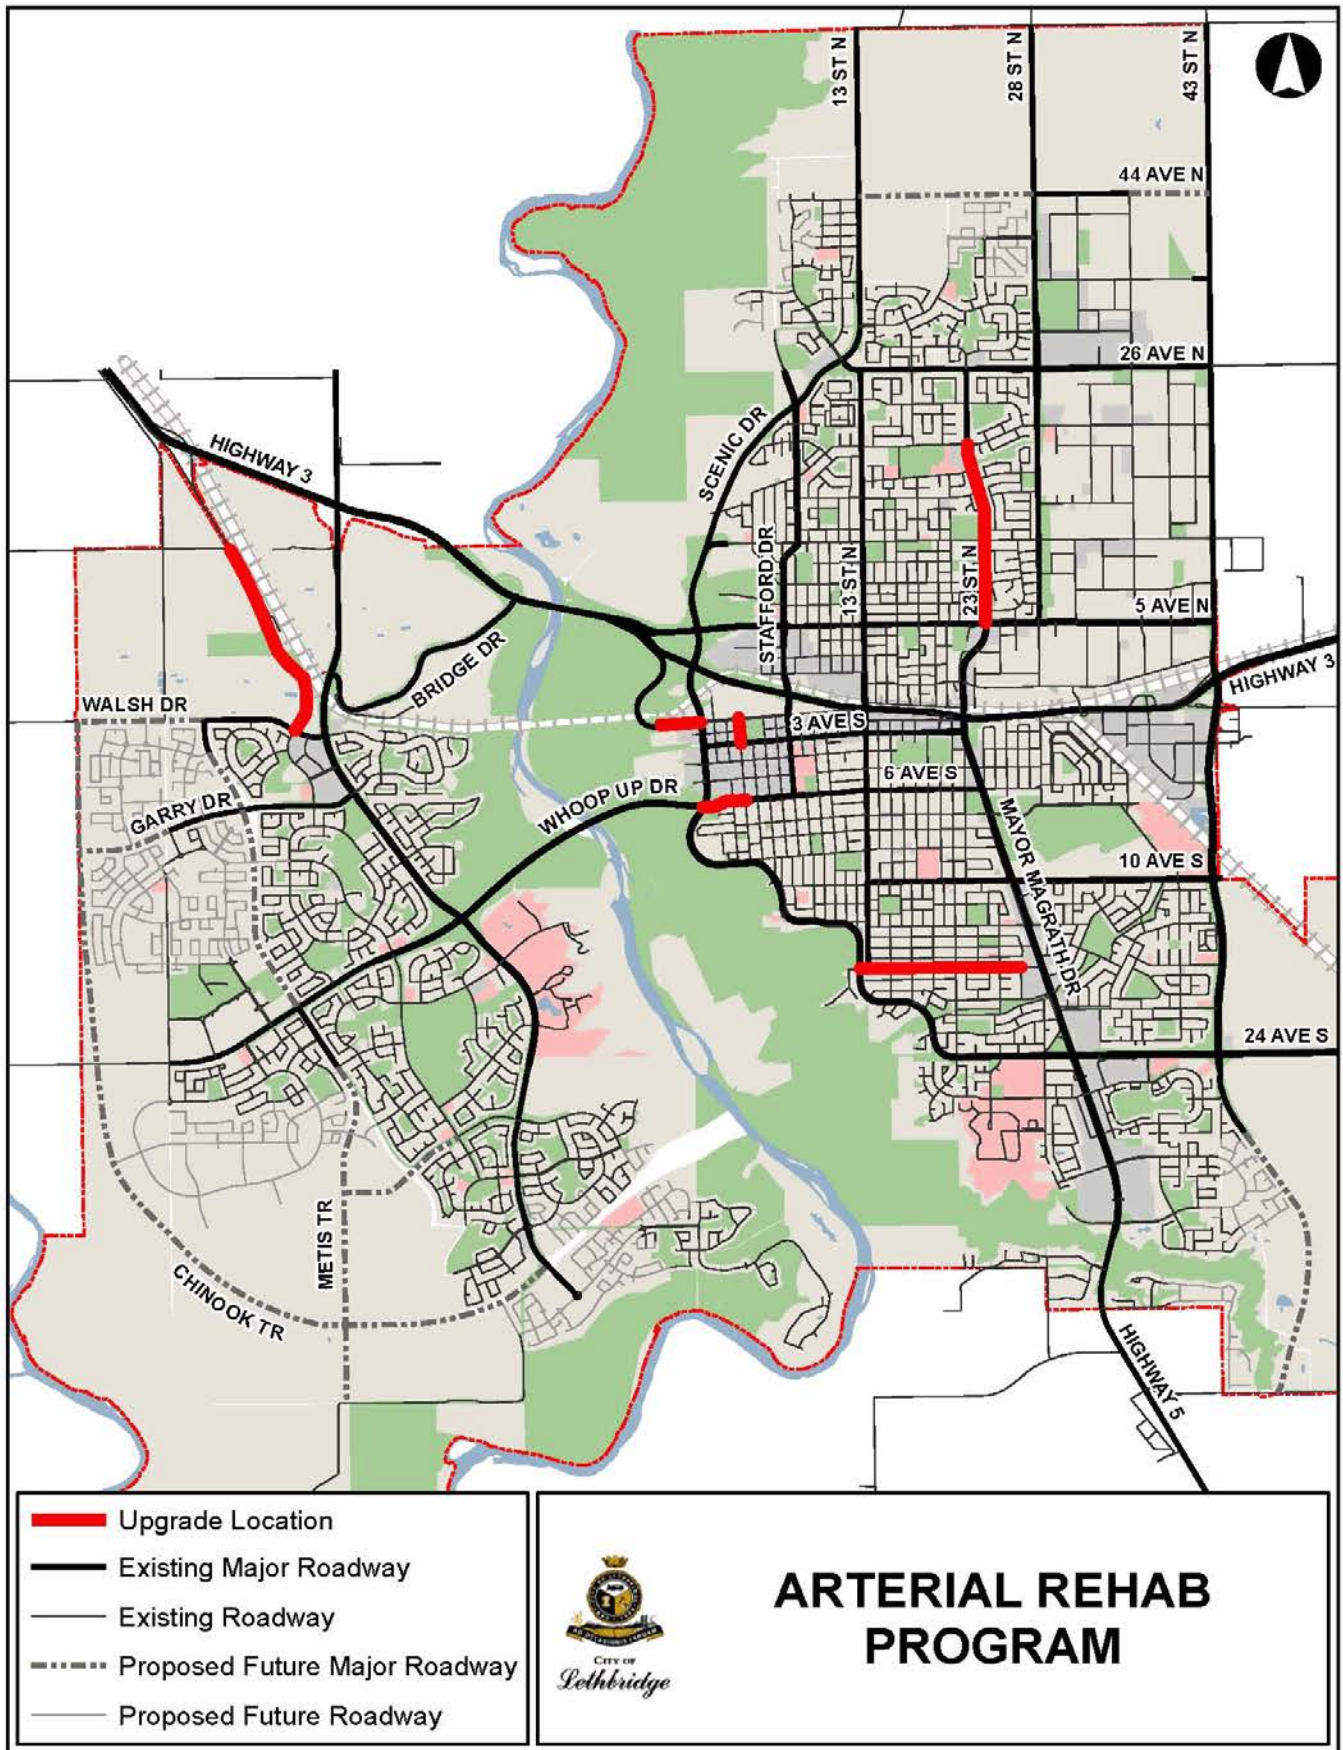 13 ST N
28 ST N
43 ST N
44 AVE N
26 AVE N
HIGHWAY 3
SCENIC DR
STAFFORD DR
13 ST N
23 ST N
5 AVE N
BRIDGE DR
HIGHWAY 3
WALSH DR
3 AVE S
6 AVE S
WHOOP UP DR
GARRY DR
MAYOR MAGRATH DR
10 AVE S
24 AVE S
METIS TR
CHINOOK TR
HIGHWAY 5
Upgrade Location
Existing Major Roadway
Existing Roadway
Proposed Future Major Roadway
Proposed Future Roadway
CITY OF
Lethbridge
ARTERIAL REHAB
PROGRAM